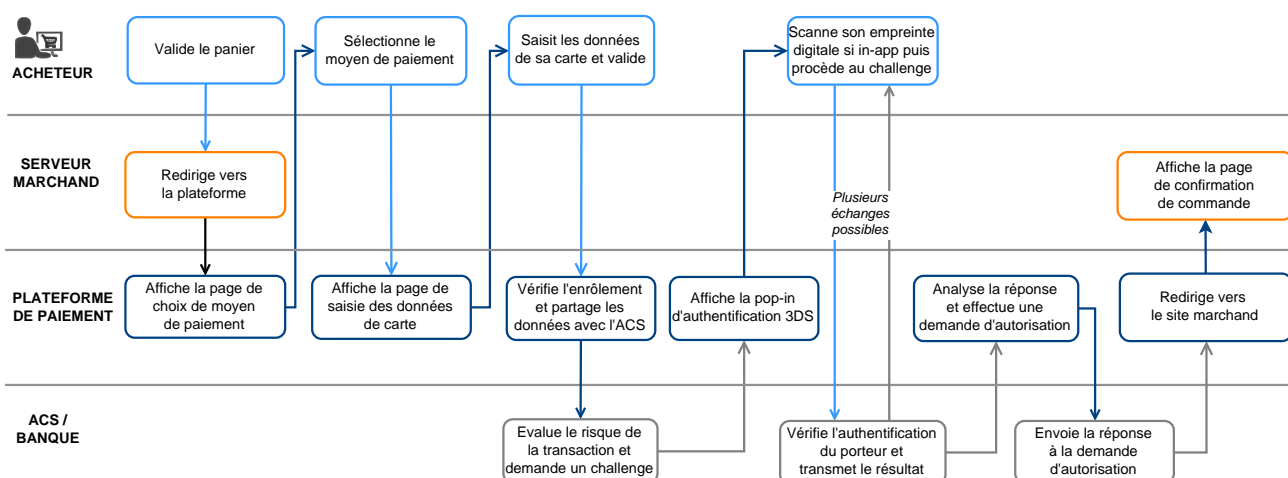 ACHETEUR
Valide le panier
Sélectionne le
moyen de paiement
Saisit les données
de sa carte et valide
Scanne son empreinte
digitale si in-app puis
procède au challenge
SERVEUR
MARCHAND
Redirige vers
la plateforme
Plusieurs
échanges
possibles
Affiche la page
de confirmation
de commande
PLATEFORME
DE PAIEMENT
Affiche la page de
choix de moyen
de paiement
Affiche la page de
saisie des données
de carte
Vérifie l'enrôlement
et partage les
données avec l'ACS
Affiche la pop-in
d'authentification 3DS
Analyse la réponse
et effectue une
demande d'autorisation
Redirige vers
le site marchand
ACS /
BANQUE
Evalue le risque de
la transaction et
demande un challenge
Vérifie l'authentification
du porteur et
transmet le résultat
Envoie la réponse
à la demande
d'autorisation